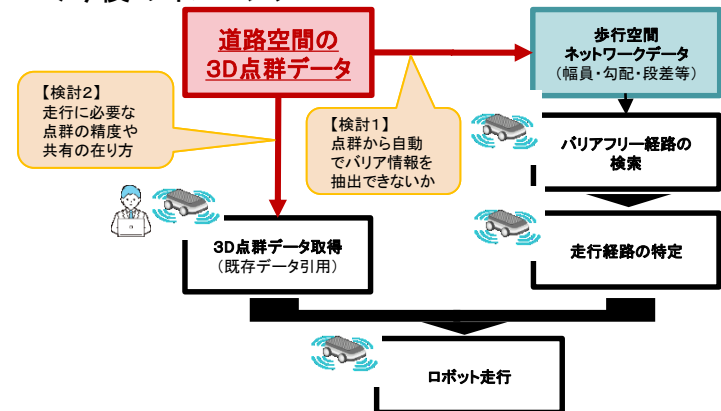 道路空間の
3D点群データ
歩行空間
ネットワークデータ
（幅員・勾配・段差等）
【検討2】
走行に必要な
点群の精度や
共有の在り方
【検討1】
点群から自動
でバリア情報を
抽出できないか
バリアフリー経路の
検索
3D点群データ取得
（既存データ引用）
走行経路の特定
ロボット走行